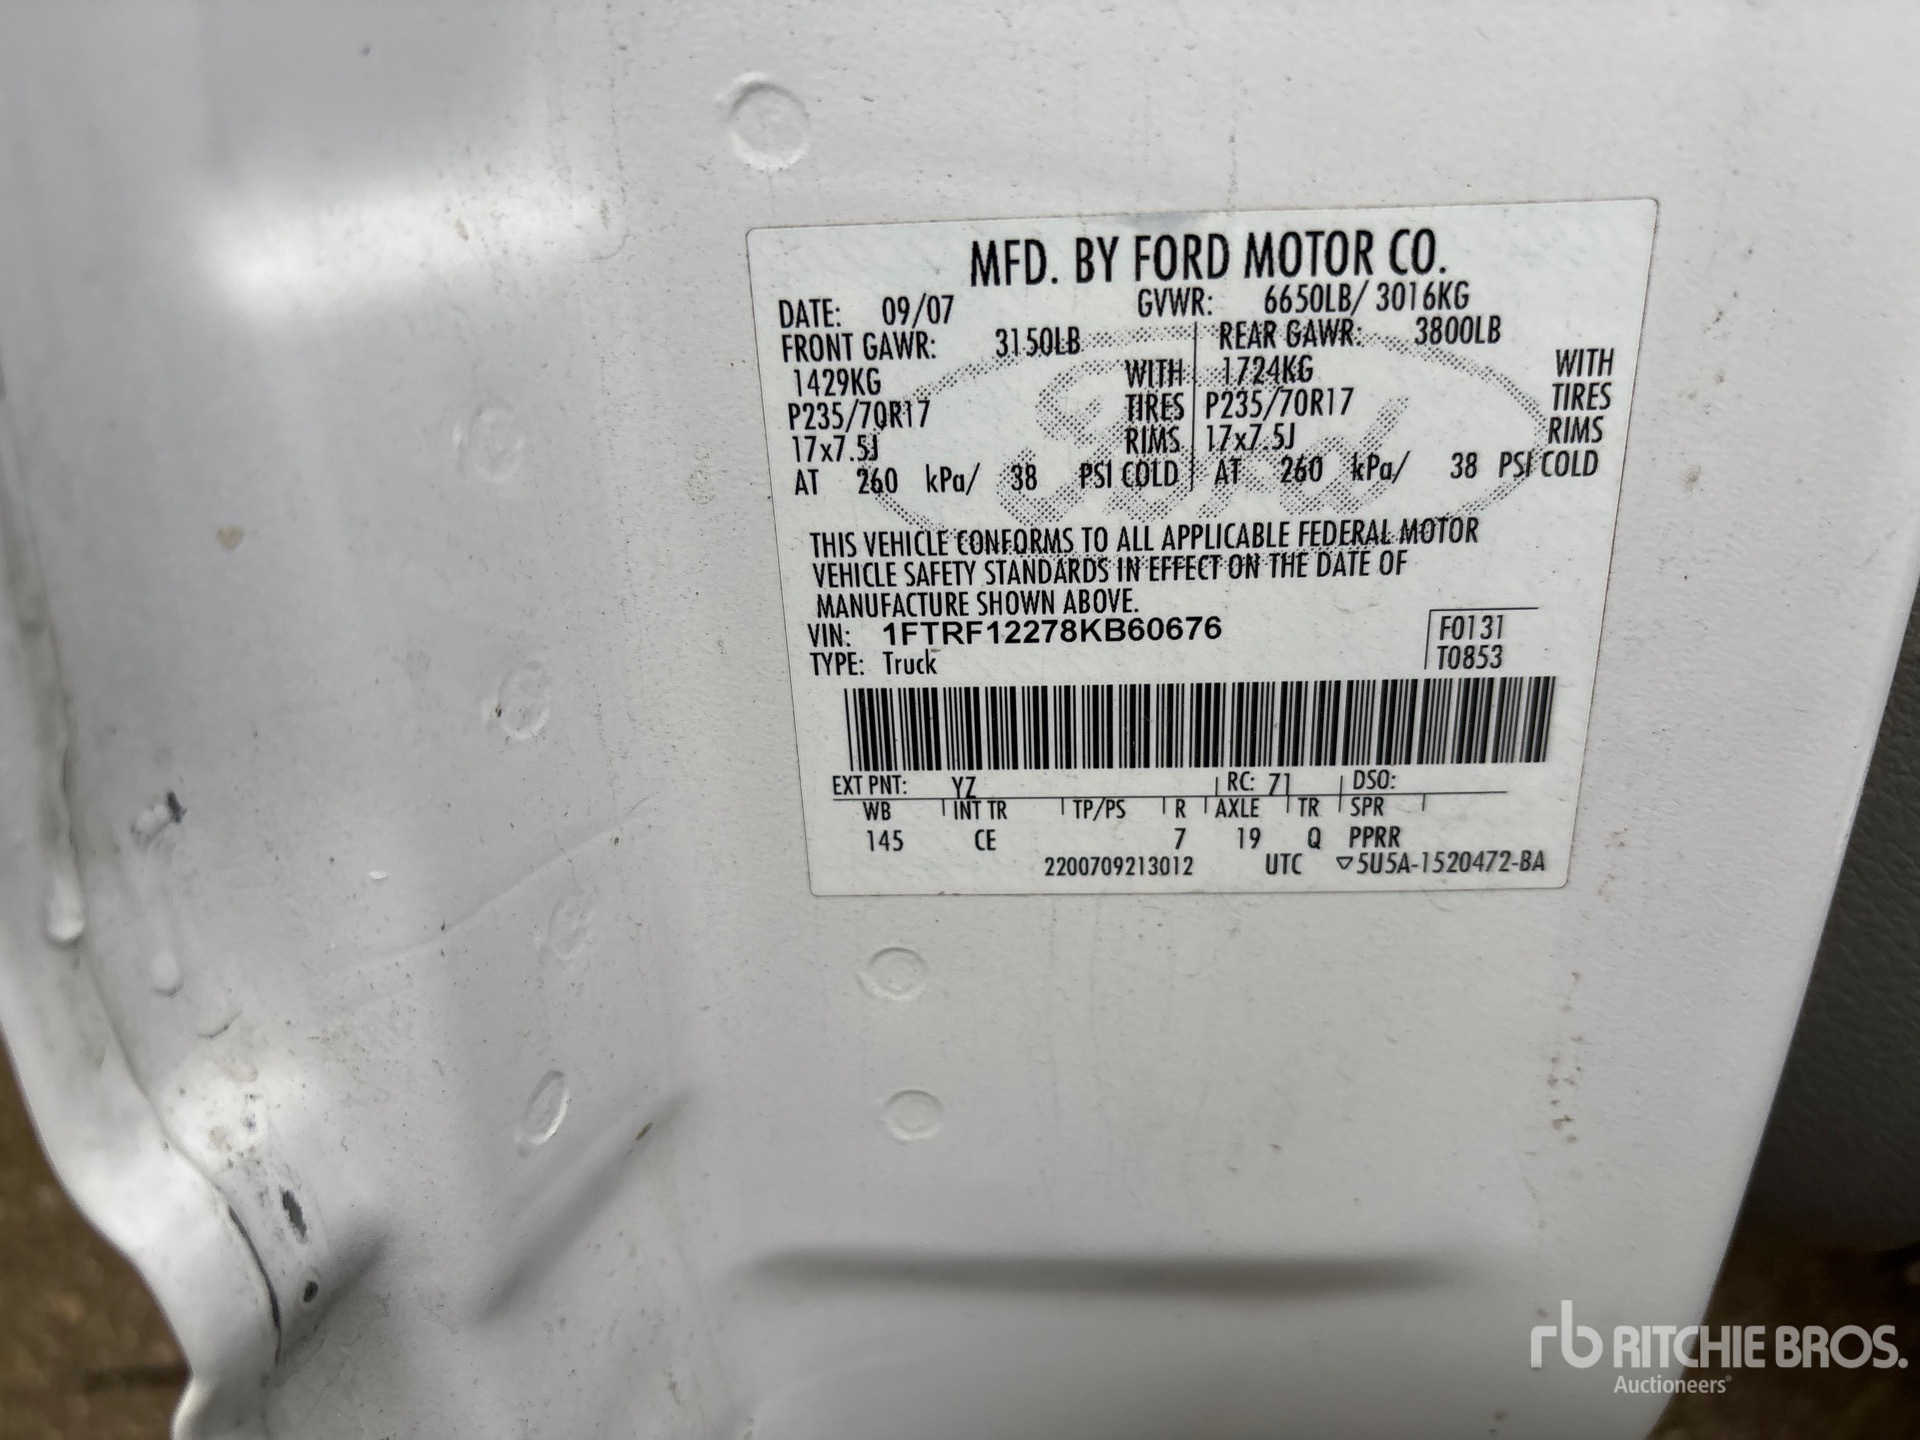 MFD. BY FORD MOTOR CO.
DATE: 09/07 GVWR: 6650LB/ 3016KG
FRONT GAWR: 3150LB REAR GAWR: 3800LB
1429KG WITH 1724KG WITH
P235/70R17 TIRES P235/70R17 TIRES
17x7.5J RIMS 17x7.5J RIMS
AT 260 kPa/ 38 PSI COLD AT 260 kPa/ 38 PSI COLD
Ford
THIS VEHICLE CONFORMS TO ALL APPLICABLE FEDERAL MOTOR
VEHICLE SAFETY STANDARDS IN EFFECT ON THE DATE OF
MANUFACTURE SHOWN ABOVE.
VIN: 1FTRF12278KB60676 F0131
TYPE: Truck T0853
EXT PNT: YZ RC: 71 DSO:
WB INT TR TP/PS R AXLE TR SPR
145 CE 7 19 Q PPRR
2200709213012 UTC ▽5U5A-1520472-BA
rb RITCHIE BROS.
Auctioneers®